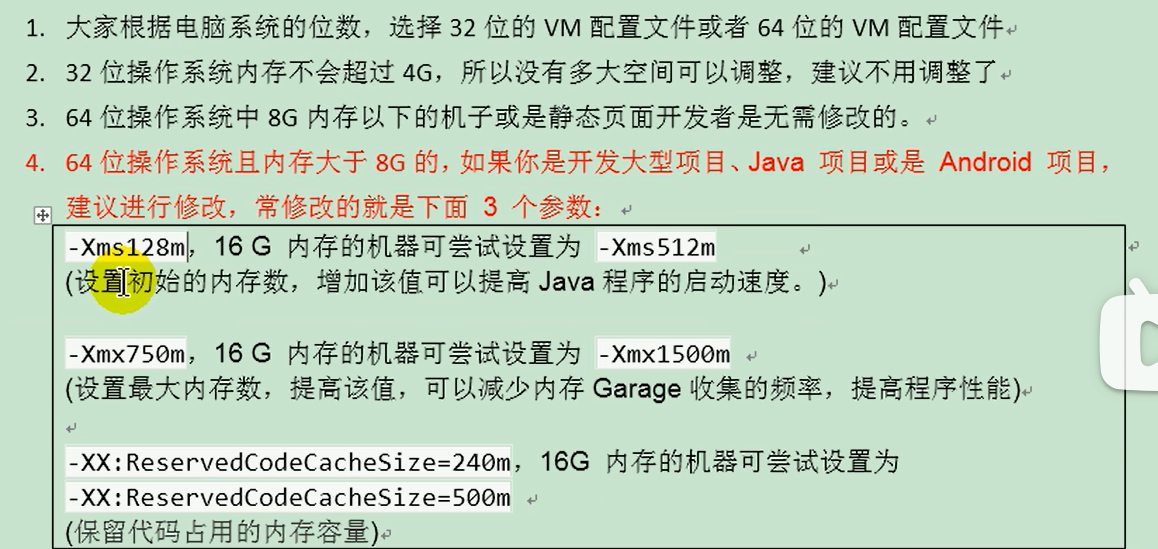 1. 大家根据电脑系统的位数，选择 32 位的 VM 配置文件或者 64 位的 VM 配置文件
2. 32 位操作系统内存不会超过 4G，所以没有多大空间可以调整，建议不用调整了
3. 64 位操作系统中 8G 内存以下的机子或是静态页面开发者是无需修改的。
4. 64 位操作系统且内存大于 8G 的，如果你是开发大型项目、Java 项目或是 Android 项目，
建议进行修改，常修改的就是下面 3 个参数：
-Xms128m，16 G 内存的机器可尝试设置为 -Xms512m
(设置初始的内存数，增加该值可以提高 Java 程序的启动速度。)
-Xmx750m，16 G 内存的机器可尝试设置为 -Xmx1500m
(设置最大内存数，提高该值，可以减少内存 Garage 收集的频率，提高程序性能)
-XX:ReservedCodeCacheSize=240m，16G 内存的机器可尝试设置为
-XX:ReservedCodeCacheSize=500m
(保留代码占用的内存容量)